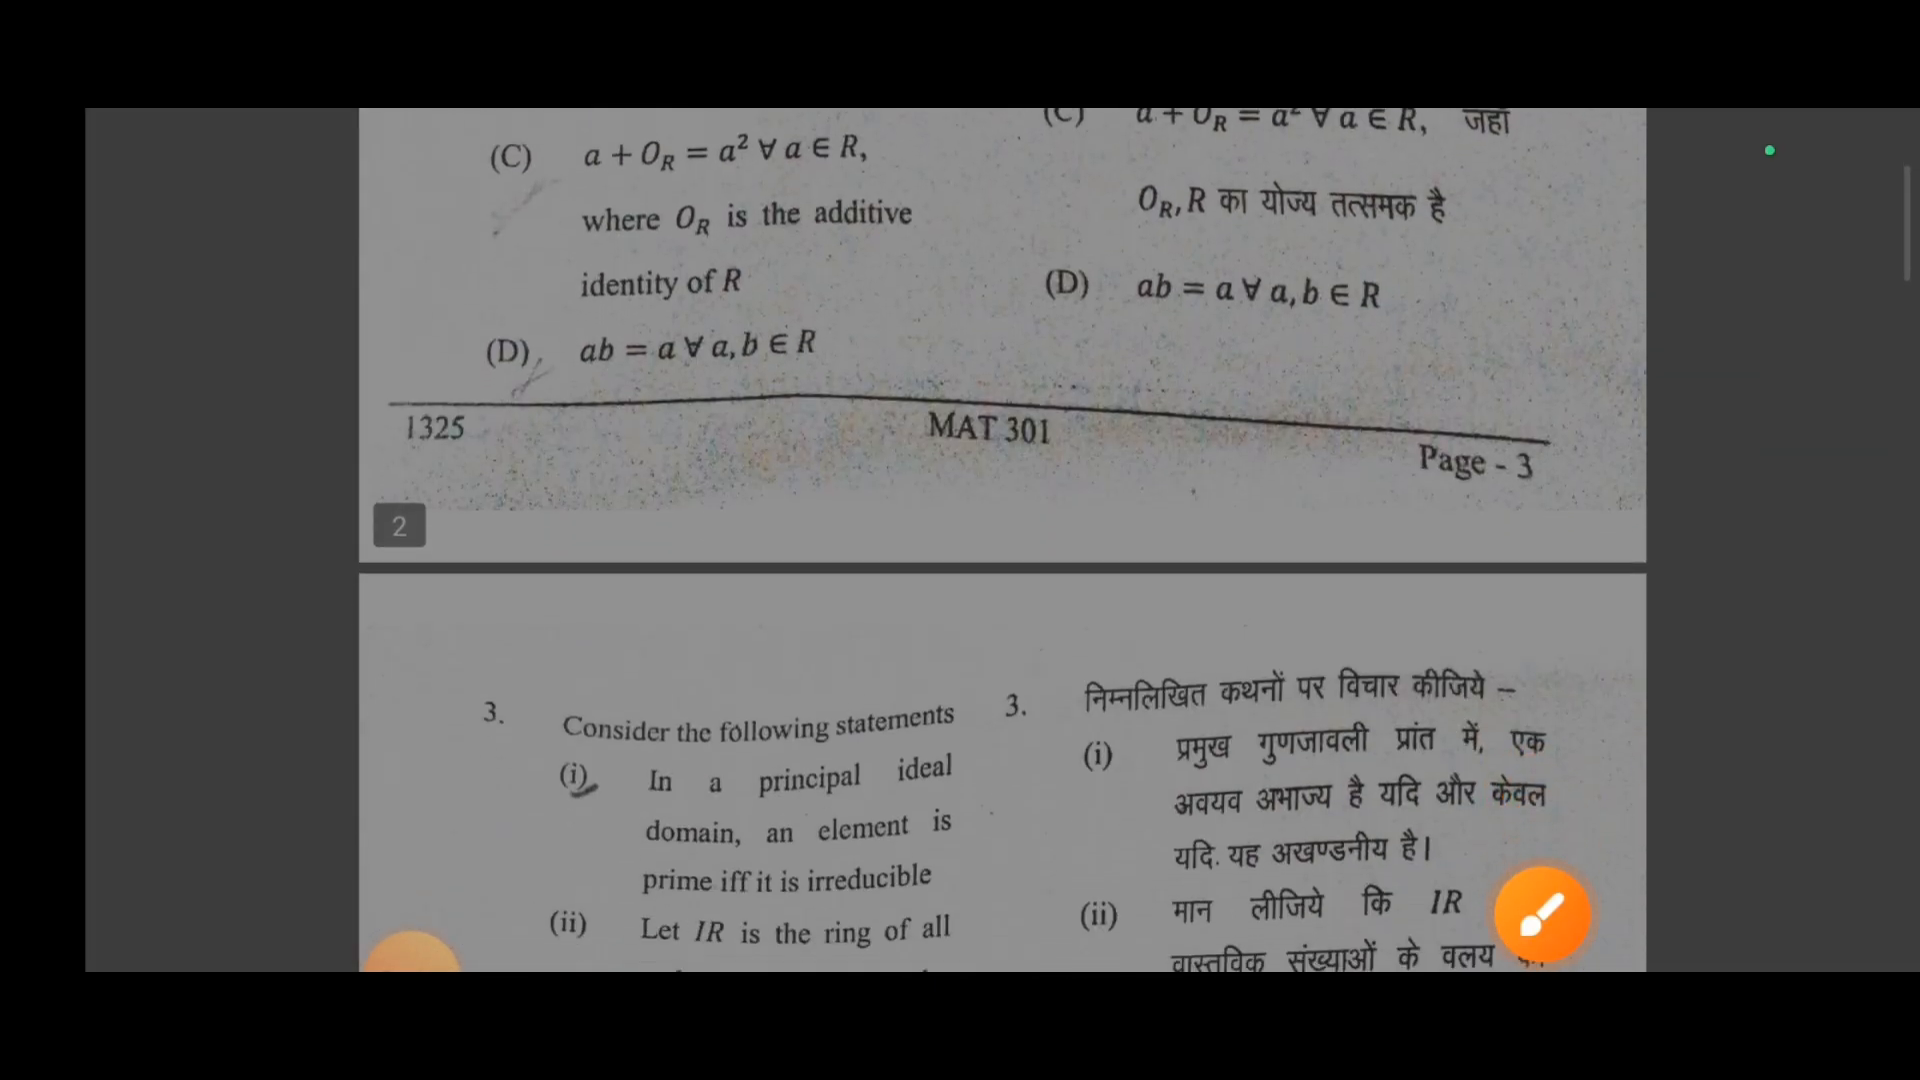 (C) a + O_R = a² ∀ a ∈ R,
where O_R is the additive
identity of R
(D) ab = a ∀ a, b ∈ R
(C) a + O_R = a² ∀ a ∈ R, जहाँ
O_R, R का योज्य तत्समक है
(D) ab = a ∀ a, b ∈ R
1325
MAT 301
Page - 3
2
3. Consider the following statements
(i) In a principal ideal
domain, an element is
prime iff it is irreducible
(ii) Let IR is the ring of all
3. निम्नलिखित कथनों पर विचार कीजिये –
(i) प्रमुख गुणजावली प्रांत में, एक
अवयव अभाज्य है यदि और केवल
यदि. यह अखण्डनीय है।
(ii) मान लीजिये कि IR
वास्तविक संख्याओं के वलय